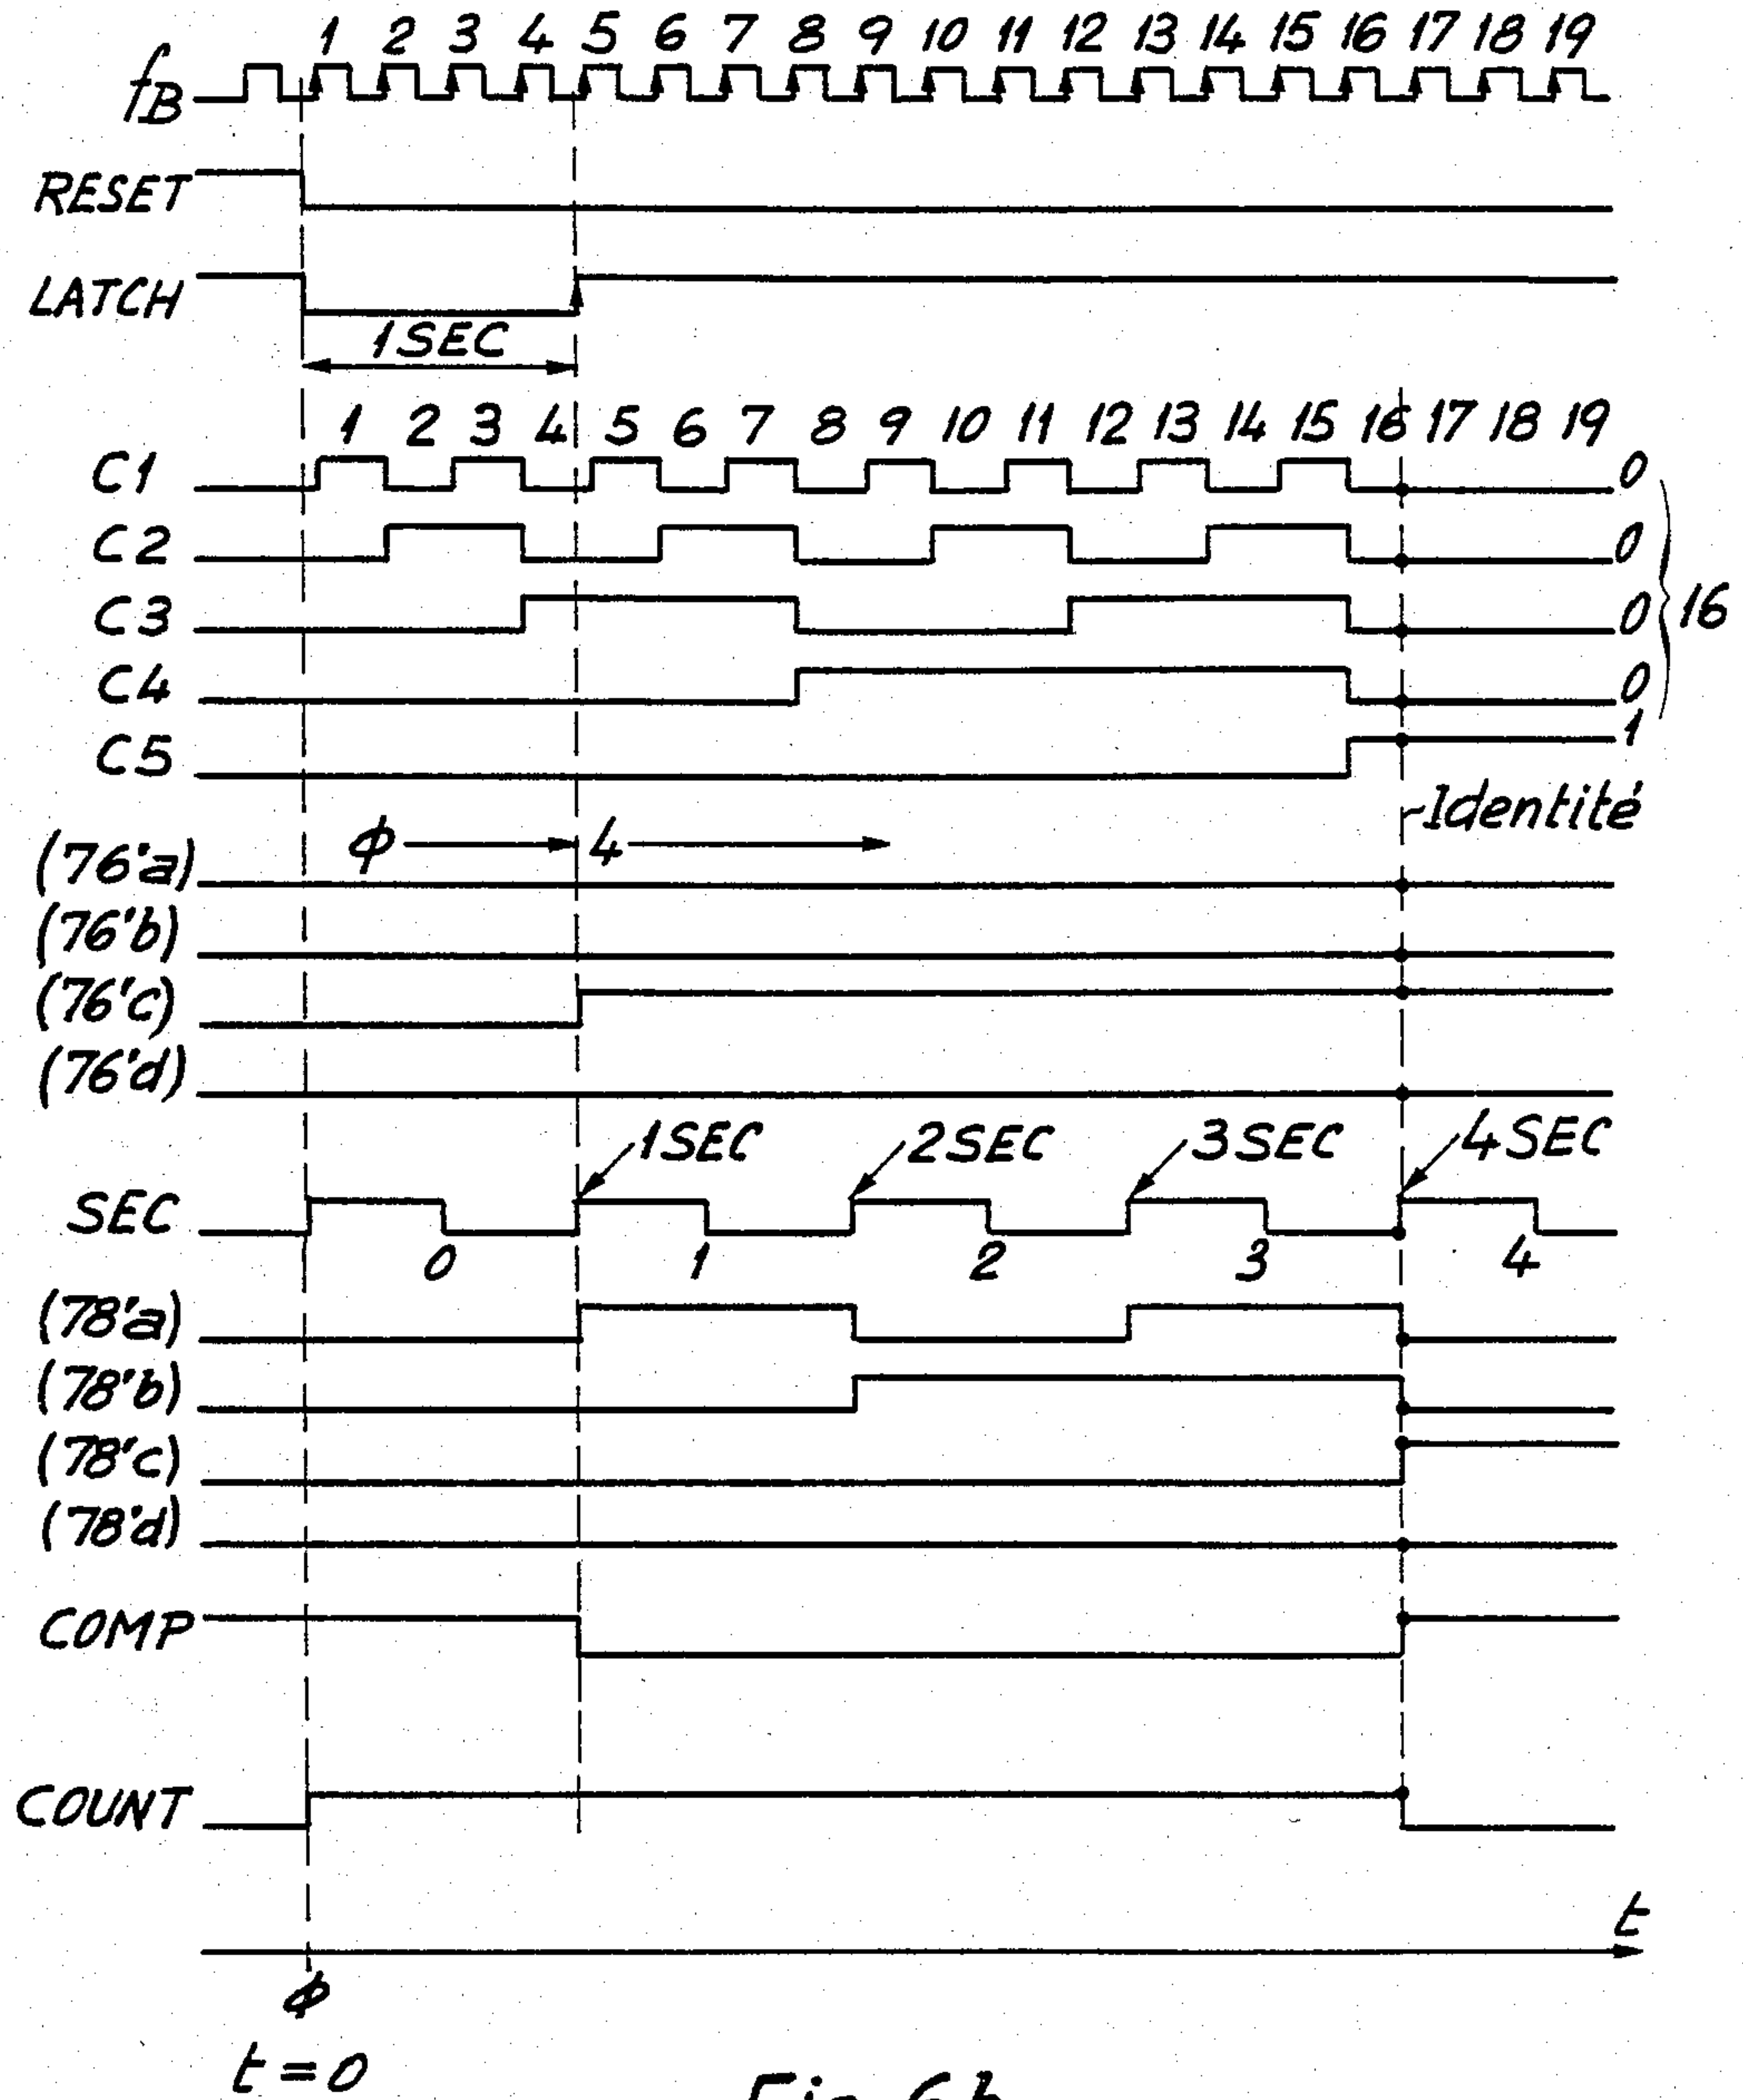 1 2 3 4 5 6 7 8 9 10 11 12 13 14 15 16 17 18 19
fB
RESET
LATCH
1 SEC
1 2 3 4 5 6 7 8 9 10 11 12 13 14 15 16 17 18 19
C1 0
C2 0
C3 0 16
C4 0
C5 1
Identité
ϕ 4
(76'a)
(76'b)
(76'c)
(76'd)
1SEC 2SEC 3SEC 4SEC
SEC
0 1 2 3 4
(78'a)
(78'b)
(78'c)
(78'd)
COMP
COUNT
t
ϕ
t=0